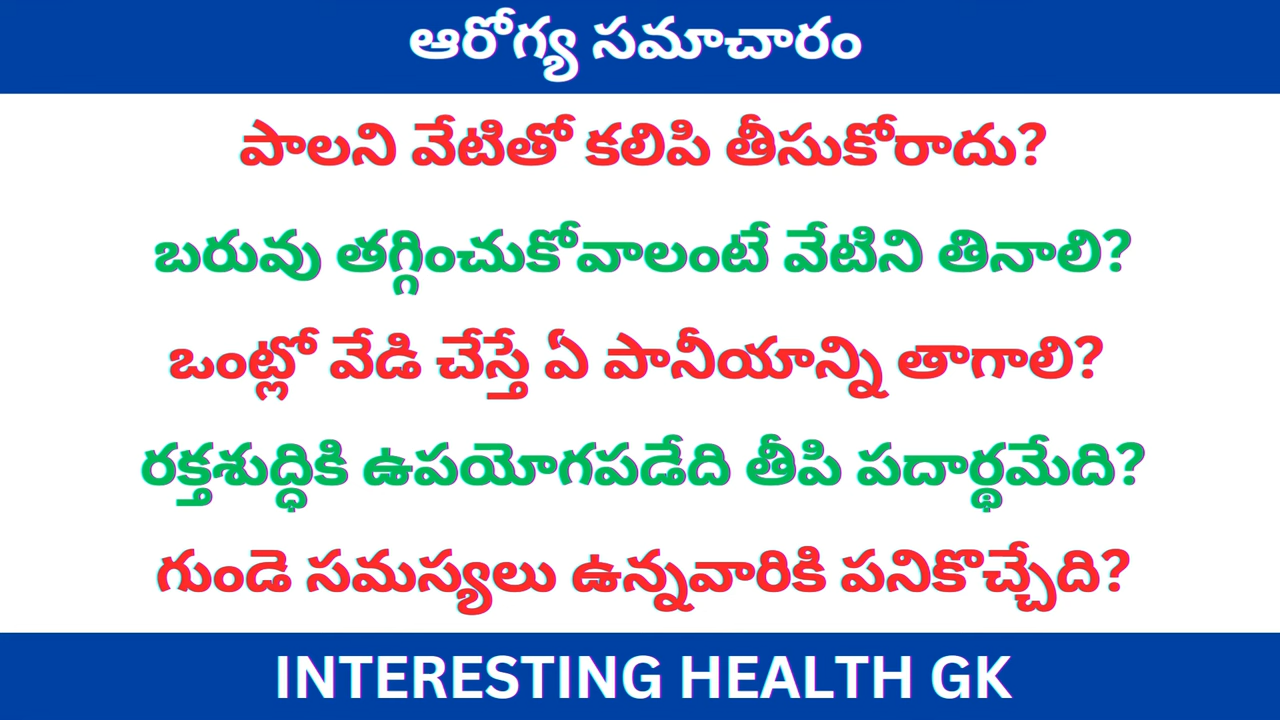 ఆరోగ్య సమాచారం
పాలని వేటితో కలిపి తీసుకోరాదు?
బరువు తగ్గించుకోవాలంటే వేటిని తినాలి?
ఒంట్లో వేడి చేస్తే ఏ పానీయాన్ని తాగాలి?
రక్తశుద్ధికి ఉపయోగపడేది తీపి పదార్థమేది?
గుండె సమస్యలు ఉన్నవారికి పనికొచ్చేది?
INTERESTING HEALTH GK